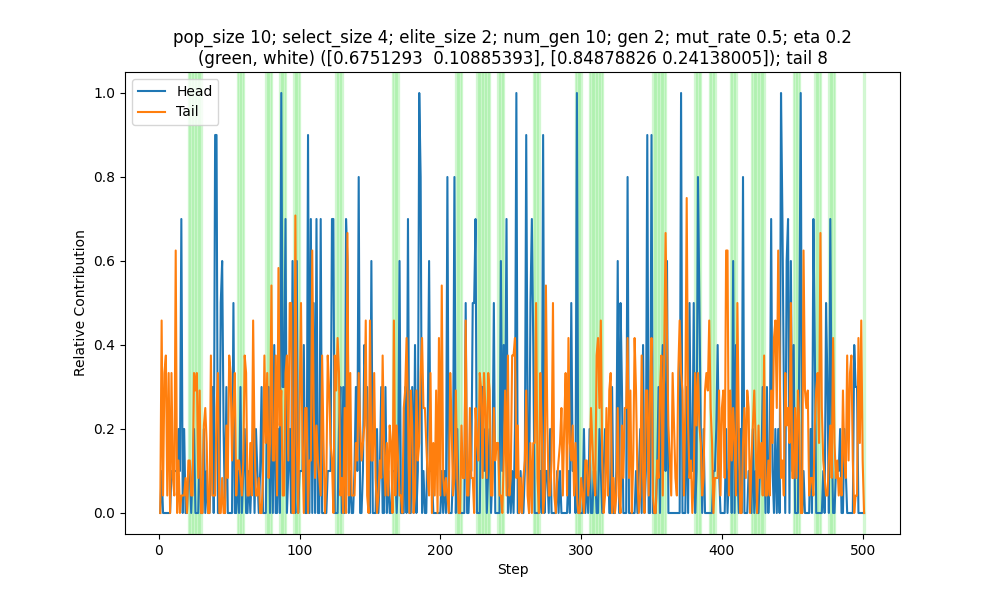 pop_size 10; select_size 4; elite_size 2; num_gen 10; gen 2; mut_rate 0.5; eta 0.2
(green, white) ([0.6751293  0.10885393], [0.84878826 0.24138005]); tail 8
Head
Tail
1.0
0.8
0.6
0.4
0.2
0.0
Relative Contribution
0 100 200 300 400 500
Step